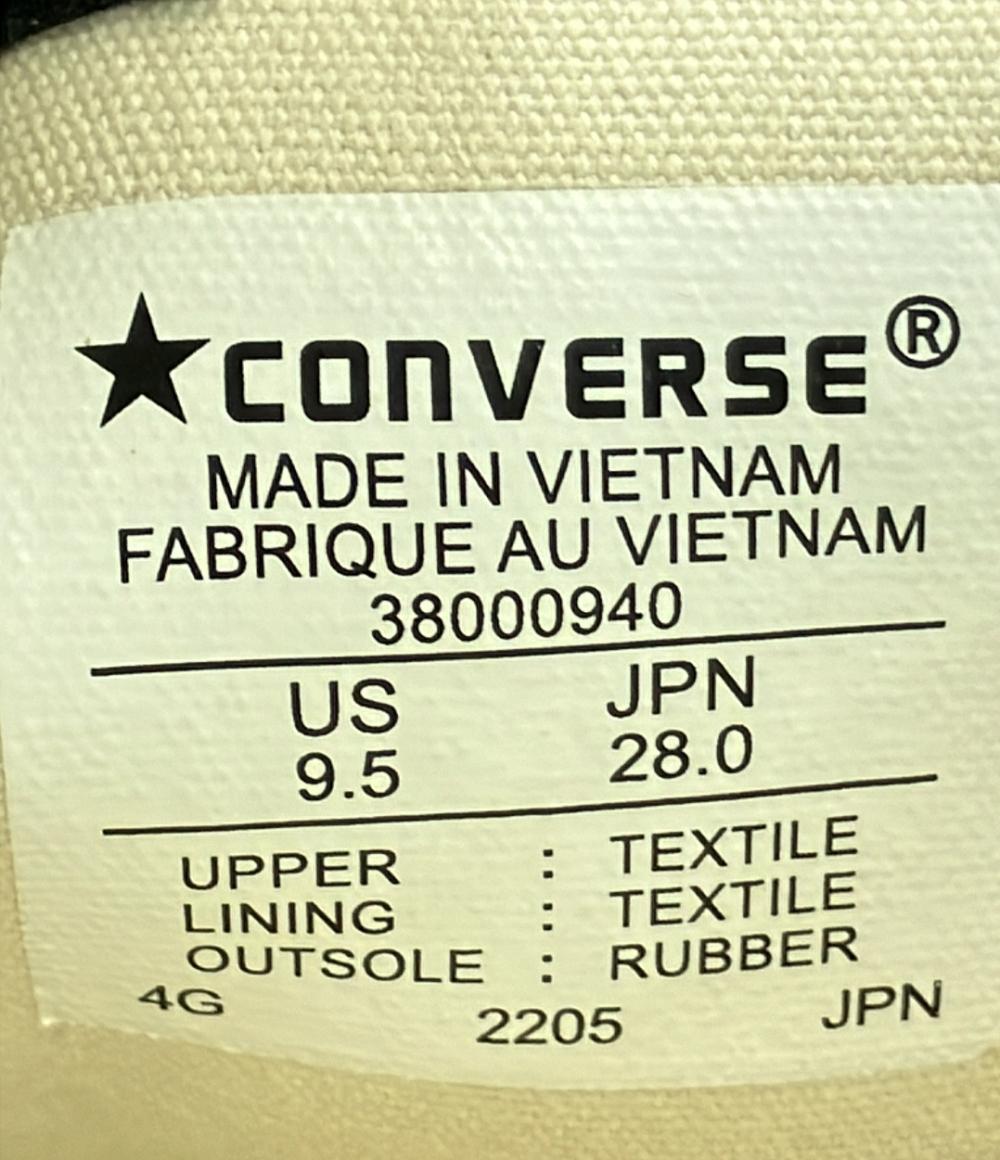 ★CONVERSE®
MADE IN VIETNAM
FABRIQUE AU VIETNAM
38000940
US JPN
9.5 28.0
UPPER : TEXTILE
LINING : TEXTILE
OUTSOLE : RUBBER
4G 2205 JPN